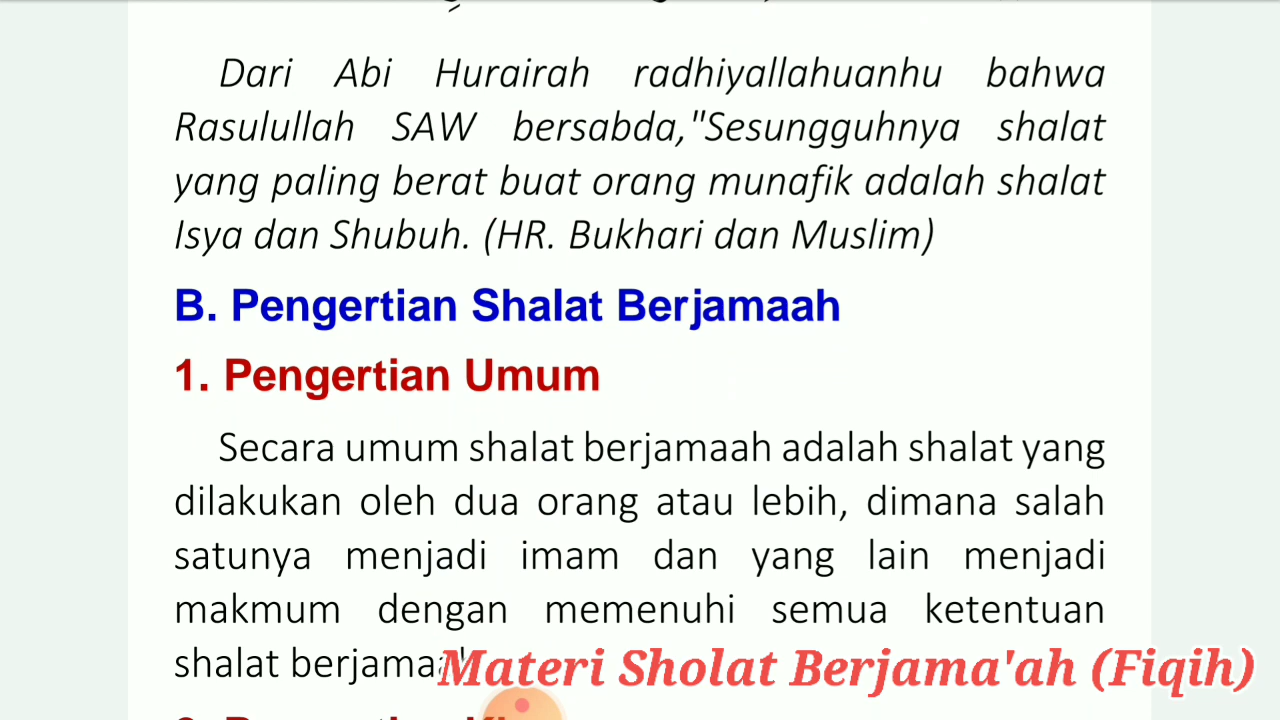 Dari Abi Hurairah radhiyallahuanhu bahwa
Rasulullah SAW bersabda,"Sesungguhnya shalat
yang paling berat buat orang munafik adalah shalat
Isya dan Shubuh. (HR. Bukhari dan Muslim)
B. Pengertian Shalat Berjamaah
1. Pengertian Umum
Secara umum shalat berjamaah adalah shalat yang
dilakukan oleh dua orang atau lebih, dimana salah
satunya menjadi imam dan yang lain menjadi
makmum dengan memenuhi semua ketentuan
shalat berjamaah
Materi Sholat Berjama'ah (Fiqih)